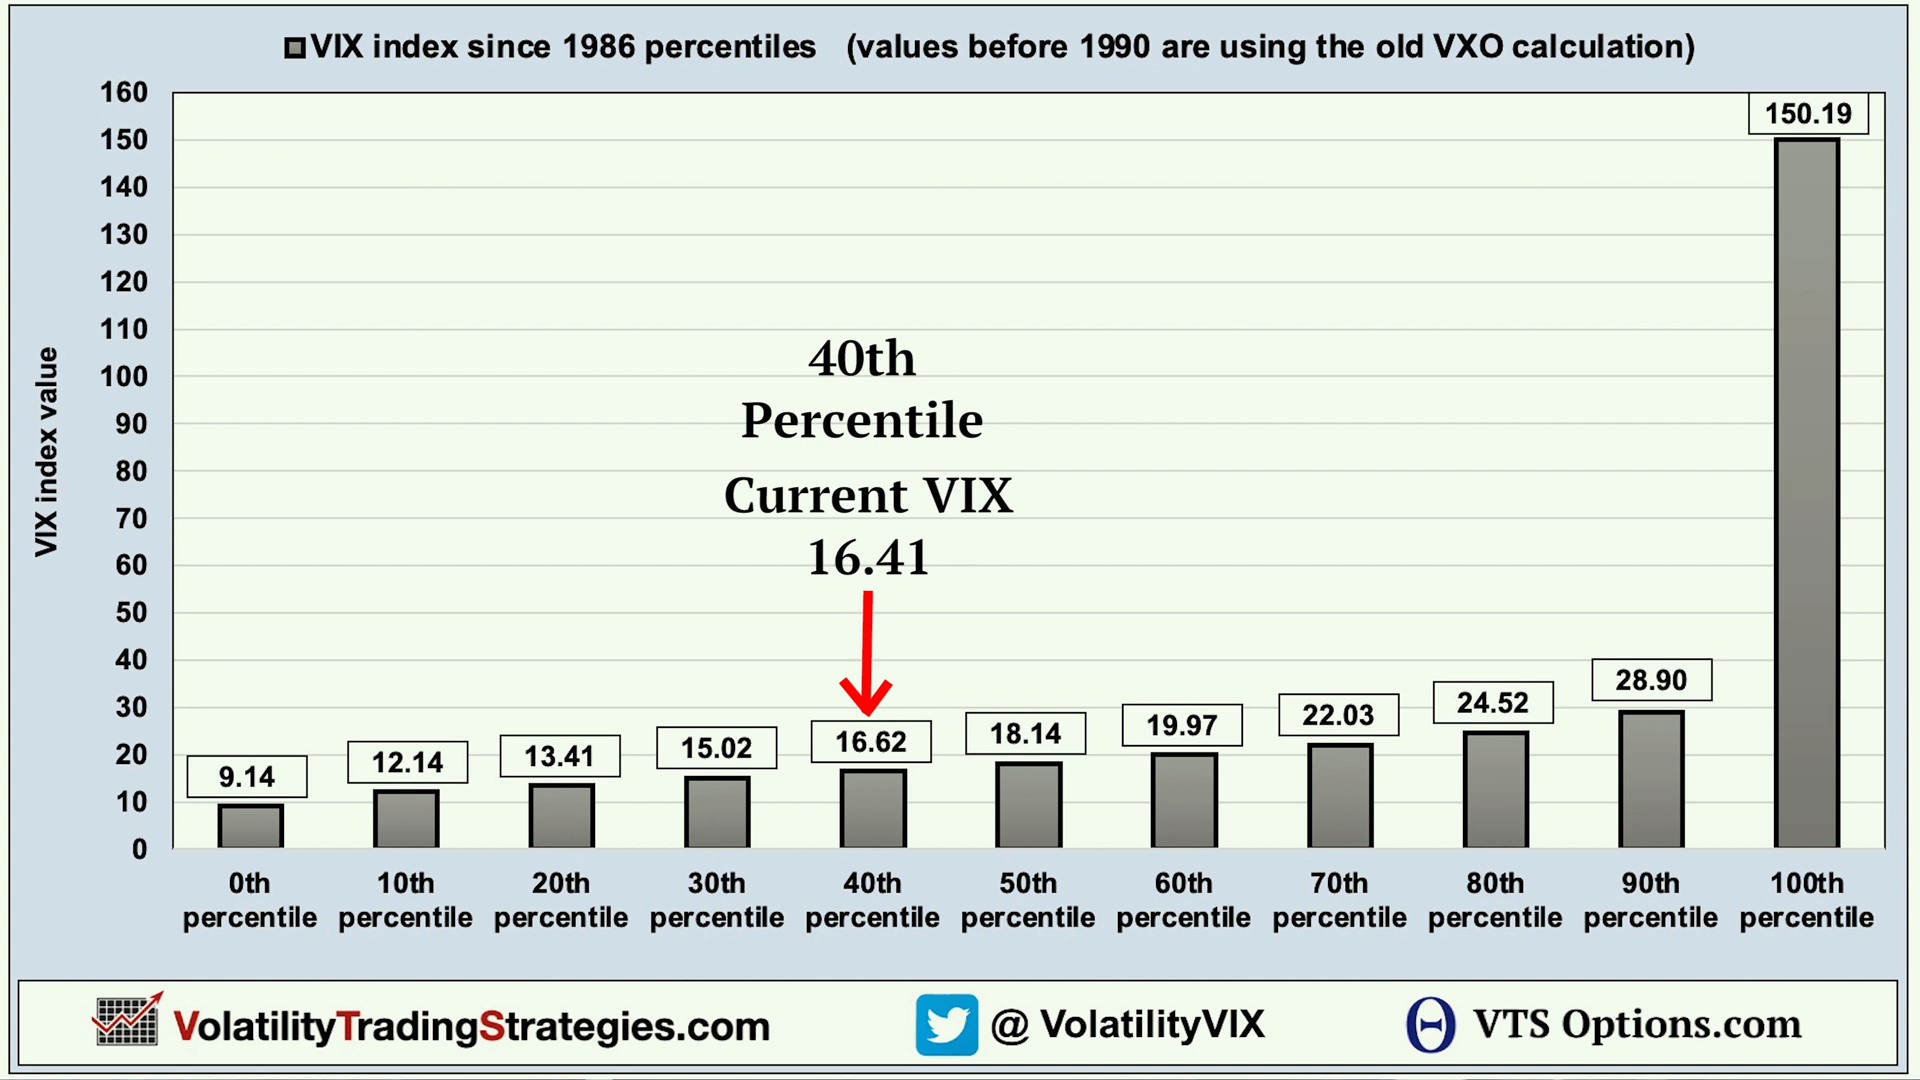 VIX index since 1986 percentiles (values before 1990 are using the old VXO calculation)
160
150
140
130
120
110
100
90
80
70
60
50
40
30
20
10
0
VIX index value
40th
Percentile
Current VIX
16.41
9.14
12.14
13.41
15.02
16.62
18.14
19.97
22.03
24.52
28.90
150.19
0th percentile
10th percentile
20th percentile
30th percentile
40th percentile
50th percentile
60th percentile
70th percentile
80th percentile
90th percentile
100th percentile
VolatilityTradingStrategies.com
@ VolatilityVIX
VTS Options.com